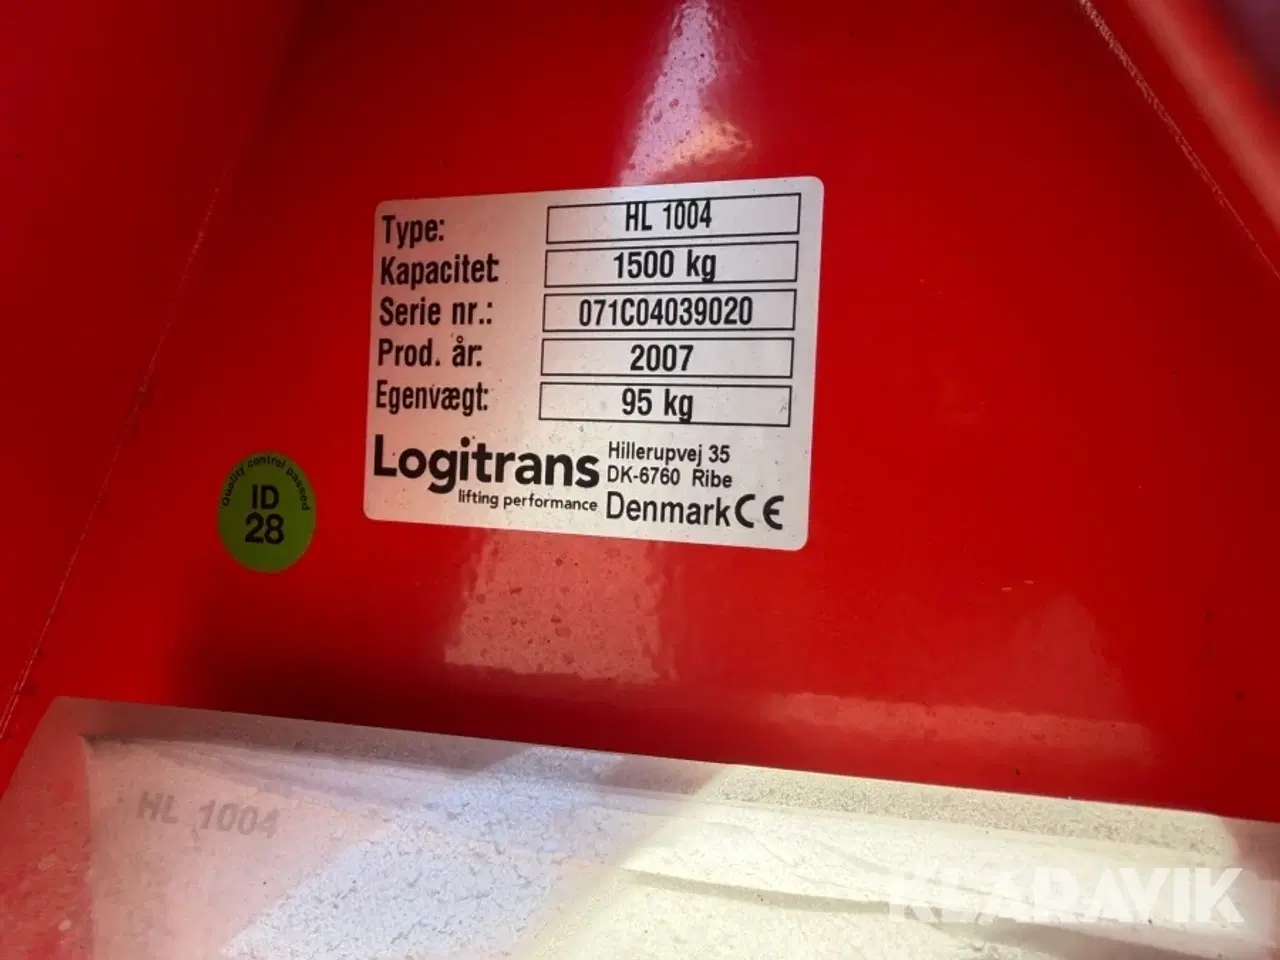 Type: HL 1004
Kapacitet: 1500 kg
Serie nr.: 071C04039020
Prod. år: 2007
Egenvægt: 95 kg
Logitrans
lifting performance
Hillerupvej 35
DK-6760 Ribe
Denmark CE
Quality control passed
ID
28
HL 1004
KLARAVIK